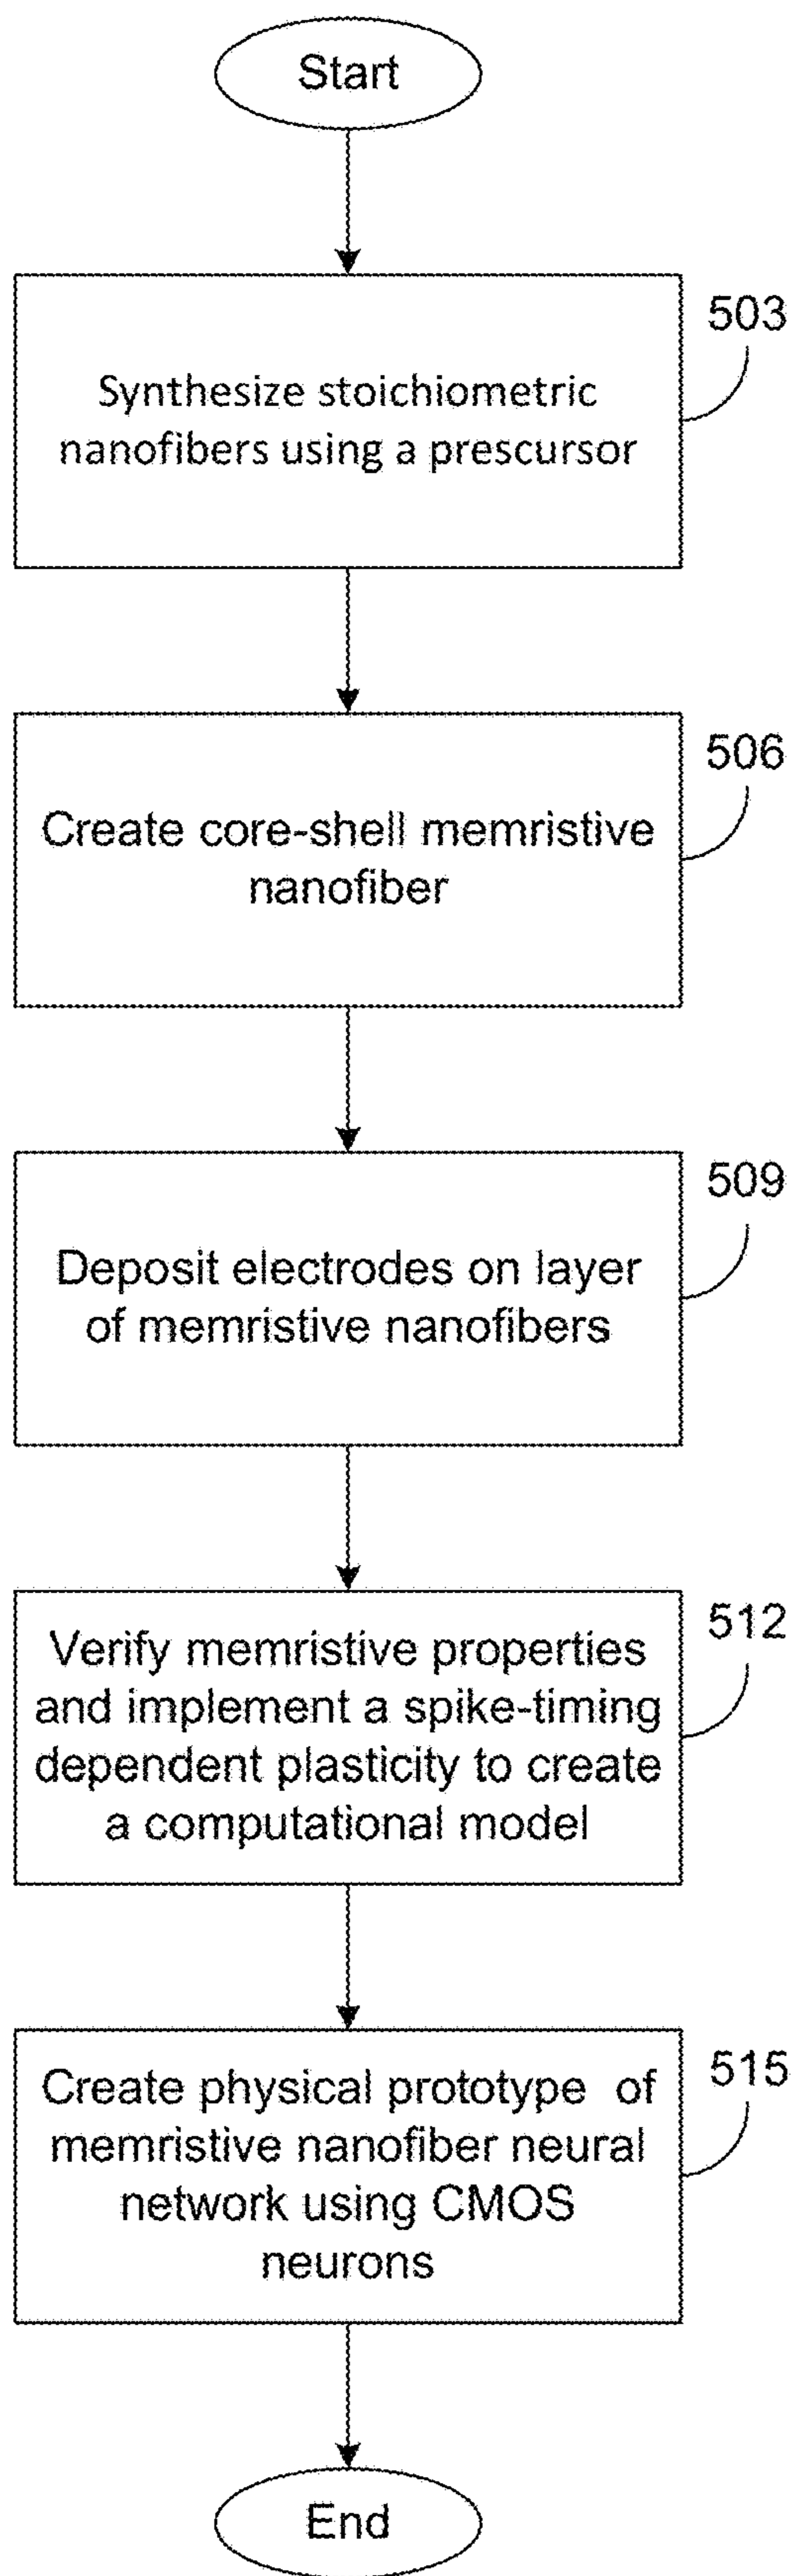 Start
503
Synthesize stoichiometric
nanofibers using a prescursor
506
Create core-shell memristive
nanofiber
509
Deposit electrodes on layer
of memristive nanofibers
512
Verify memristive properties
and implement a spike-timing
dependent plasticity to create
a computational model
515
Create physical prototype of
memristive nanofiber neural
network using CMOS
neurons
End